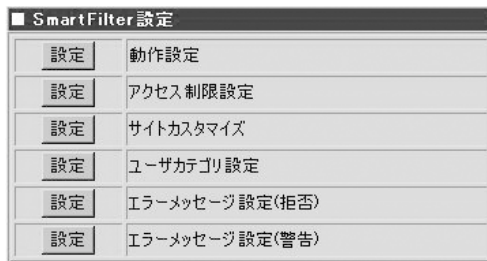 ■ SmartFilter設定
設定 動作設定
設定 アクセス制限設定
設定 サイトカスタマイズ
設定 ユーザカテゴリ設定
設定 エラーメッセージ設定(拒否)
設定 エラーメッセージ設定(警告)